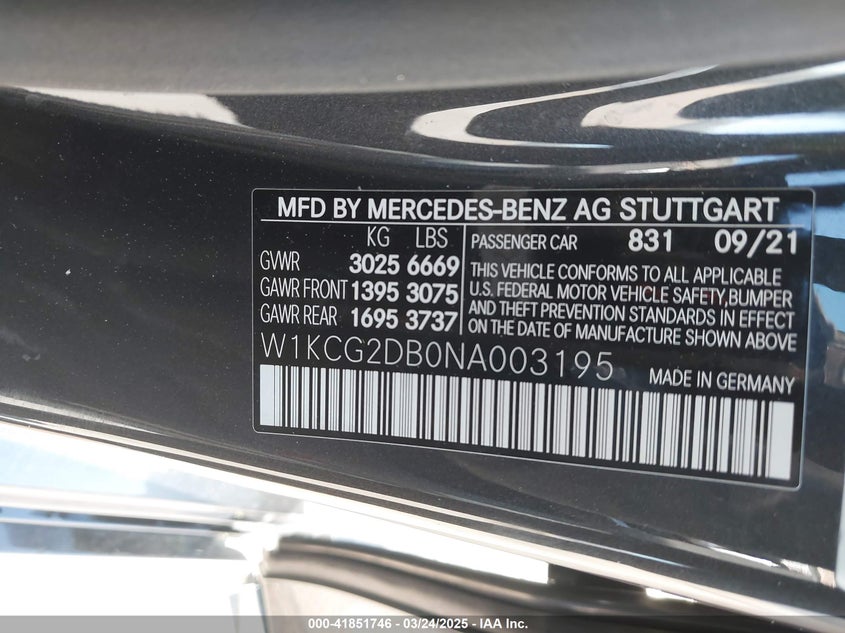 MFD BY MERCEDES-BENZ AG STUTTGART
KG LBS
GVWR 3025 6669
GAWR FRONT 1395 3075
GAWR REAR 1695 3737
PASSENGER CAR 831 09/21
THIS VEHICLE CONFORMS TO ALL APPLICABLE
U.S. FEDERAL MOTOR VEHICLE SAFETY, BUMPER
AND THEFT PREVENTION STANDARDS IN EFFECT
ON THE DATE OF MANUFACTURE SHOWN ABOVE
W1KCG2DB0NA003195
MADE IN GERMANY
000-41851746 - 03/24/2025 - IAA Inc.